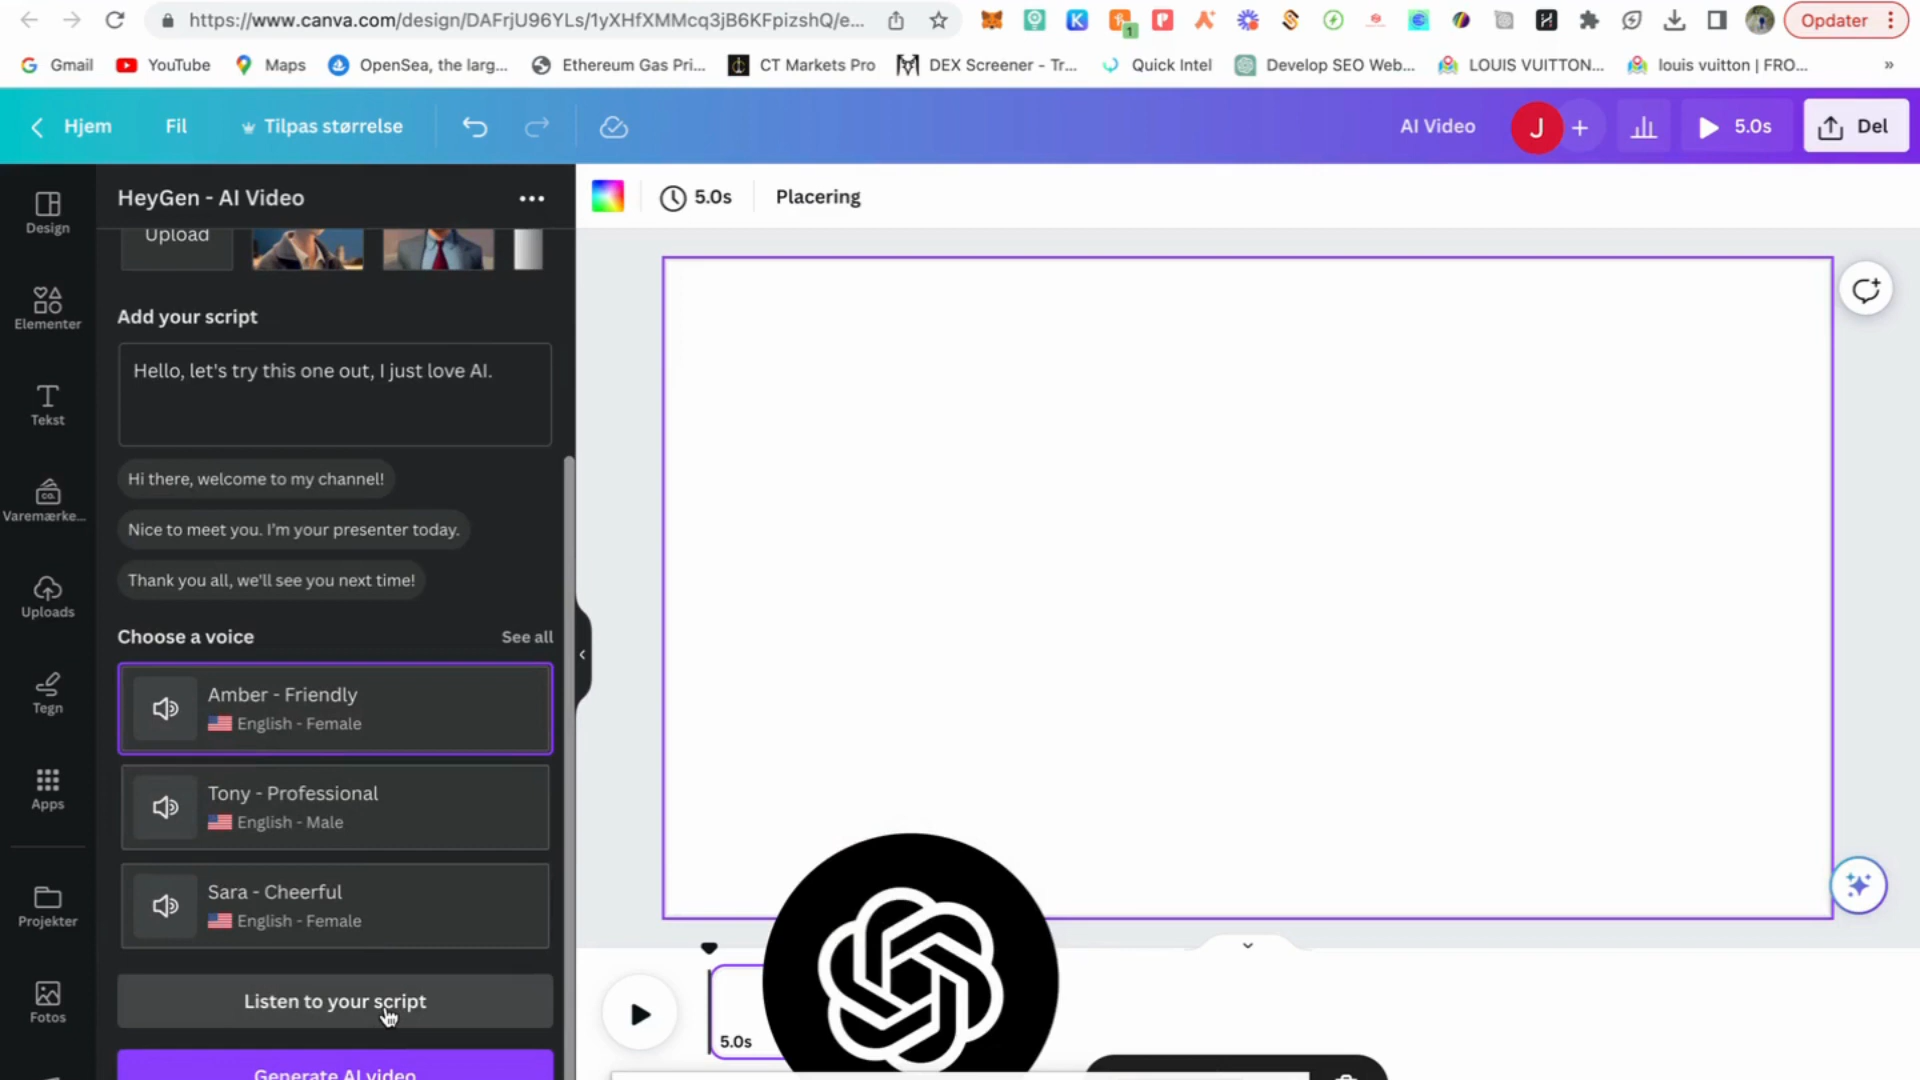 https://www.canva.com/design/DAFrjU96YLs/1yXHfXMMcq3jB6KFpizshQ/e...
1
Opdater
Gmail
YouTube
Maps
OpenSea, the larg...
Ethereum Gas Pri...
CT Markets Pro
DEX Screener - Tr...
Quick Intel
Develop SEO Web...
LOUIS VUITTON...
louis vuitton | FRO...
»
Hjem
Fil
Tilpas størrelse
AI Video
J
+
5.0s
Del
HeyGen - AI Video
5.0s
Placering
Design
Elementer
Tekst
CO.
Varemærke...
Uploads
Tegn
Apps
Projekter
Fotos
Upload
Add your script
Hello, let's try this one out, I just love AI.
Hi there, welcome to my channel!
Nice to meet you. I'm your presenter today.
Thank you all, we'll see you next time!
Choose a voice
See all
Amber - Friendly
English - Female
Tony - Professional
English - Male
Sara - Cheerful
English - Female
Listen to your script
Generate AI video
5.0s